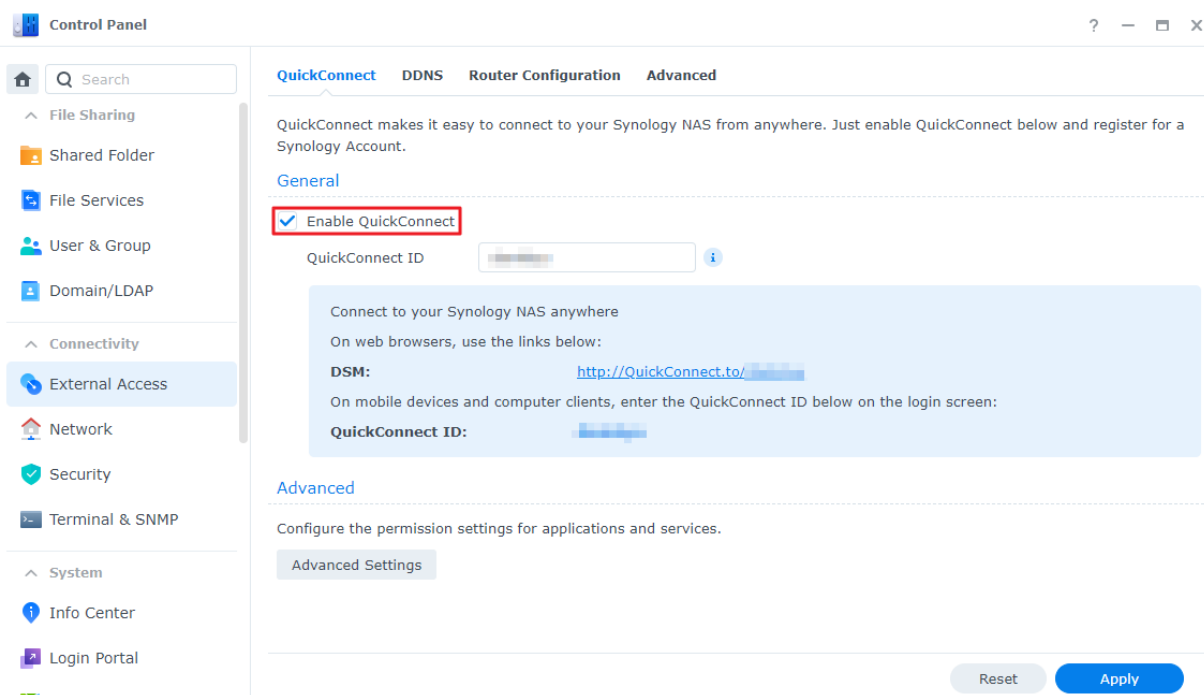 Control Panel
?
Search
QuickConnect DDNS Router Configuration Advanced
File Sharing
Shared Folder
File Services
User & Group
Domain/LDAP
Connectivity
External Access
Network
Security
Terminal & SNMP
System
Info Center
Login Portal
QuickConnect makes it easy to connect to your Synology NAS from anywhere. Just enable QuickConnect below and register for a
Synology Account.
General
Enable QuickConnect
QuickConnect ID
Connect to your Synology NAS anywhere
On web browsers, use the links below:
DSM: http://QuickConnect.to/
On mobile devices and computer clients, enter the QuickConnect ID below on the login screen:
QuickConnect ID:
Advanced
Configure the permission settings for applications and services.
Advanced Settings
Reset Apply